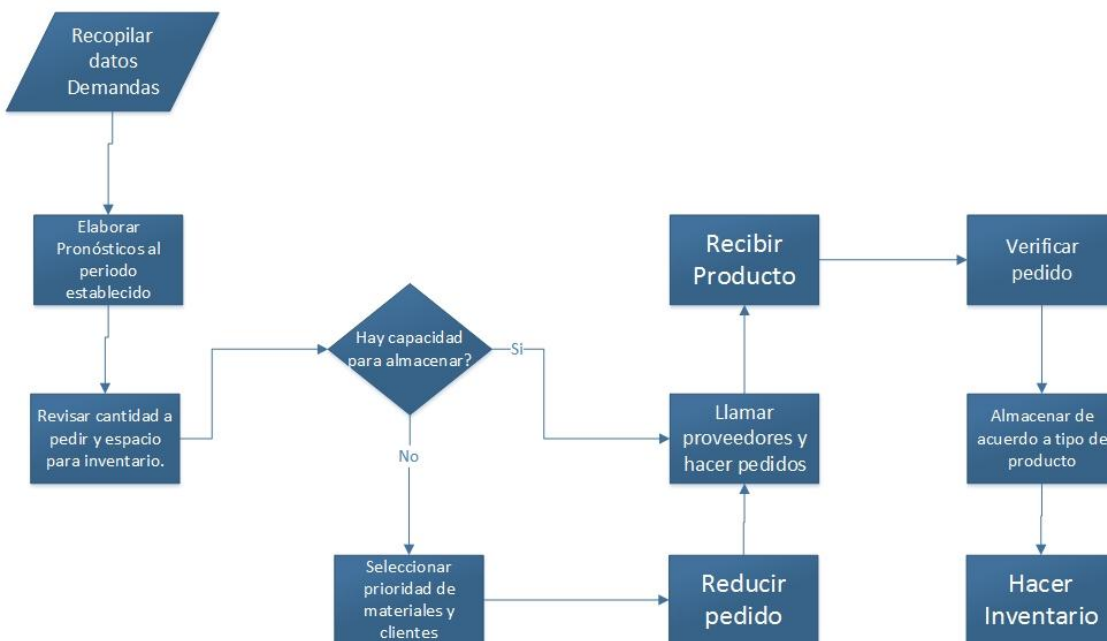 Recopilar
datos
Demandas
Elaborar
Pronósticos al
periodo
establecido
Revisar cantidad a
pedir y espacio
para inventario.
Hay capacidad
para almacenar?
Si
No
Seleccionar
prioridad de
materiales y
clientes
Reducir
pedido
Llamar
proveedores y
hacer pedidos
Recibir
Producto
Verificar
pedido
Almacenar de
acuerdo a tipo de
producto
Hacer
Inventario